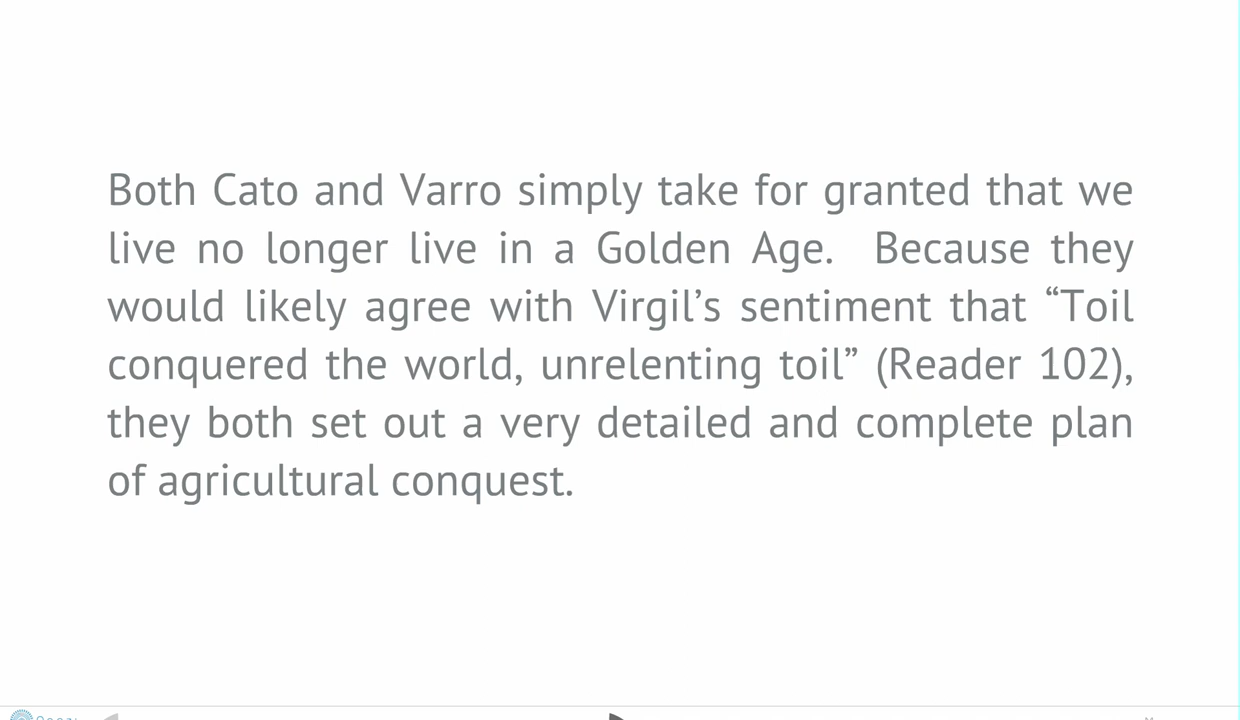 Both Cato and Varro simply take for granted that we
live no longer live in a Golden Age.  Because they
would likely agree with Virgil’s sentiment that “Toil
conquered the world, unrelenting toil” (Reader 102),
they both set out a very detailed and complete plan
of agricultural conquest.